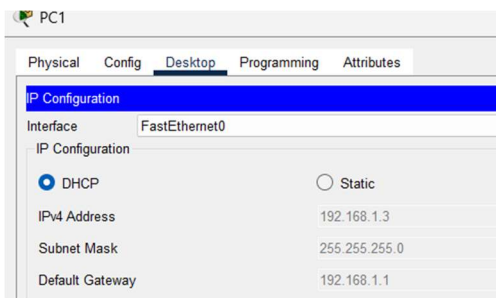 PC1
Physical Config Desktop Programming Attributes
IP Configuration
Interface FastEthernet0
IP Configuration
DHCP Static
IPv4 Address 192.168.1.3
Subnet Mask 255.255.255.0
Default Gateway 192.168.1.1